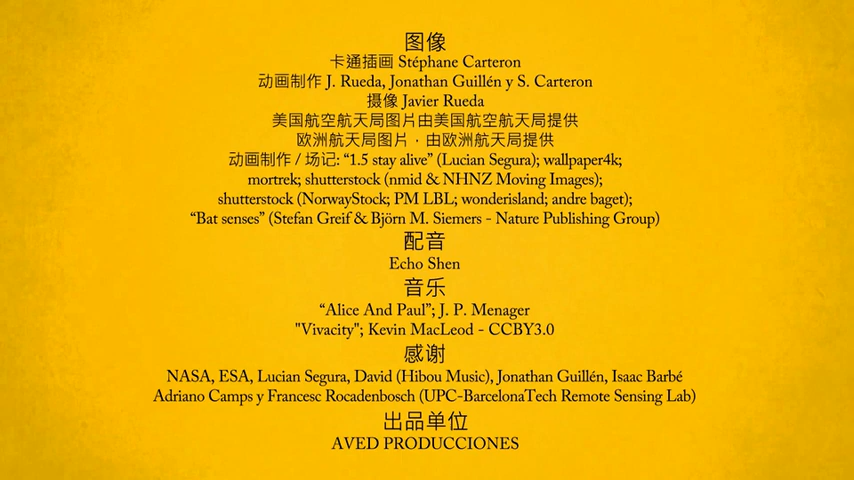 图像
卡通插画 Stéphane Carteron
动画制作 J. Rueda, Jonathan Guillén y S. Carteron
摄像 Javier Rueda
美国航空航天局图片由美国航空航天局提供
欧洲航天局图片，由欧洲航天局提供
动画制作 / 场记: “1.5 stay alive” (Lucian Segura); wallpaper4k;
mortrek; shutterstock (nmid & NHNZ Moving Images);
shutterstock (NorwayStock; PM LBL; wonderisland; andre baget);
“Bat senses” (Stefan Greif & Björn M. Siemers - Nature Publishing Group)
配音
Echo Shen
音乐
“Alice And Paul”; J. P. Menager
"Vivacity"; Kevin MacLeod - CCBY3.0
感谢
NASA, ESA, Lucian Segura, David (Hibou Music), Jonathan Guillén, Isaac Barbé
Adriano Camps y Francesc Rocadenbosch (UPC-BarcelonaTech Remote Sensing Lab)
出品单位
AVED PRODUCCIONES